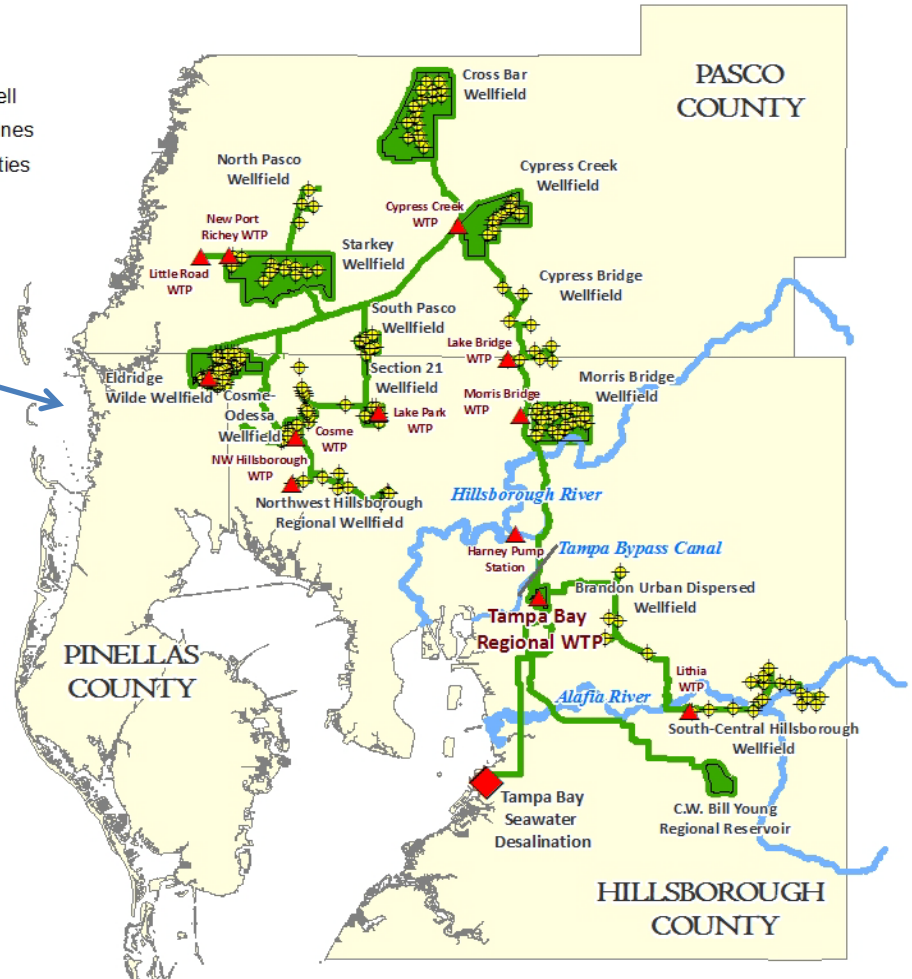 ell
nes
ties
PASCO
COUNTY
Cross Bar
Wellfield
North Pasco
Wellfield
Cypress Creek
Wellfield
Cypress Creek
WTP
New Port
Richey WTP
Starkey
Wellfield
Little Road
WTP
Cypress Bridge
Wellfield
South Pasco
Wellfield
Lake Bridge
WTP
Eldridge
Wilde Wellfield
Section 21
Wellfield
Morris Bridge
Wellfield
Morris Bridge
WTP
Cosme-
Odessa
Wellfield
Lake Park
WTP
Cosme
WTP
NW Hillsborough
WTP
Northwest Hillsborough
Regional Wellfield
Hillsborough River
Harney Pump
Station
Tampa Bypass Canal
Brandon Urban Dispersed
Wellfield
Tampa Bay
Regional WTP
PINELLAS
COUNTY
Lithia
WTP
Alafia River
South-Central Hillsborough
Wellfield
Tampa Bay
Seawater
Desalination
C.W. Bill Young
Regional Reservoir
HILLSBOROUGH
COUNTY